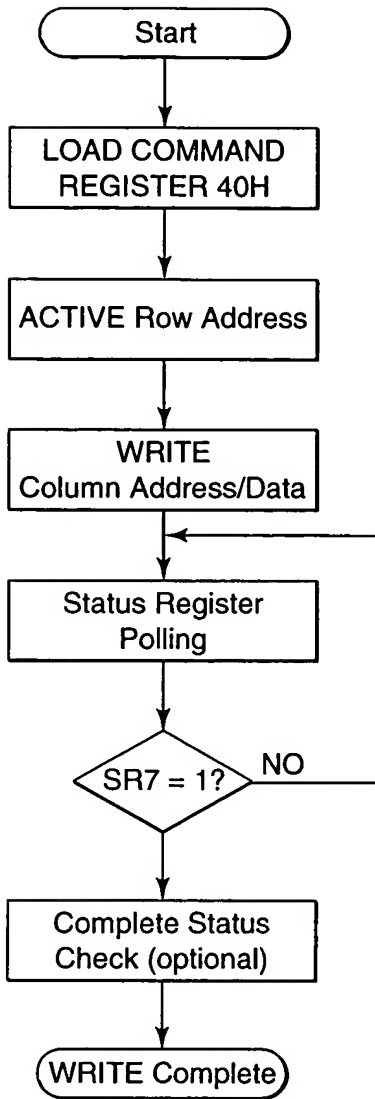 Start
LOAD COMMAND
REGISTER 40H
ACTIVE Row Address
WRITE
Column Address/Data
Status Register
Polling
SR7 = 1?
NO
Complete Status
Check (optional)
WRITE Complete